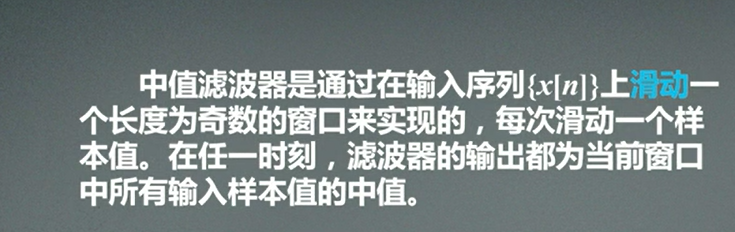 中值滤波器是通过在输入序列{x[n]}上滑动一
个长度为奇数的窗口来实现的，每次滑动一个样
本值。在任一时刻，滤波器的输出都为当前窗口
中所有输入样本值的中值。